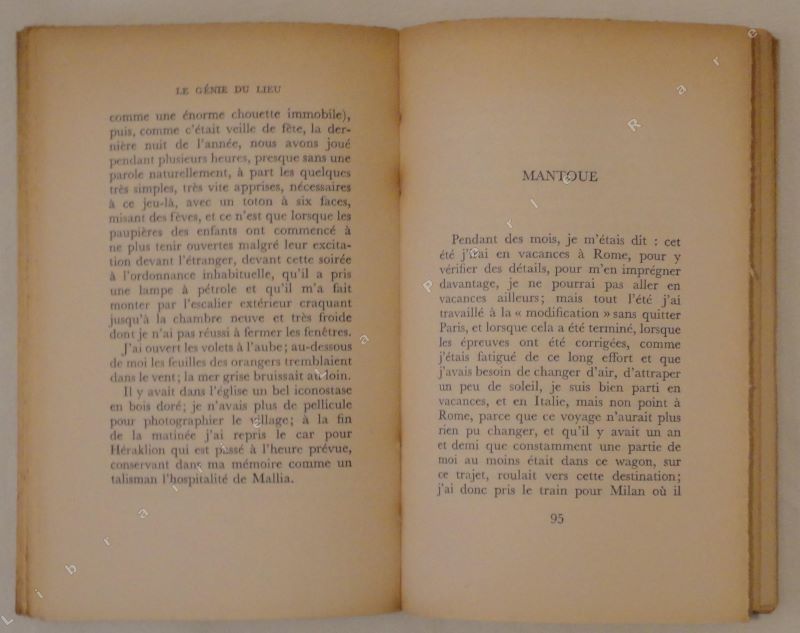 LE GÉNIE DU LIEU
comme une énorme chouette immobile),
puis, comme c'était veille de fête, la der-
nière nuit de l'année, nous avons joué
pendant plusieurs heures, presque sans une
parole naturellement, à part les quelques
très simples, très vite apprises, nécessaires
à ce jeu-là, avec un toton à six faces,
misant des fèves, et ce n'est que lorsque les
paupières des enfants ont commencé à
ne plus tenir ouvertes malgré leur excita-
tion devant l'étranger, devant cette soirée
à l'ordonnance inhabituelle, qu'il a pris
une lampe à pétrole et qu'il m'a fait
monter par l'escalier extérieur craquant
jusqu'à la chambre neuve et très froide
dont je n'ai pas réussi à fermer les fenêtres.
J'ai ouvert les volets à l'aube; au-dessous
de moi les feuilles des orangers tremblaient
dans le vent; la mer grise bruissait au loin.
Il y avait dans l'église un bel iconostase
en bois doré; je n'avais plus de pellicule
pour photographier le village; à la fin
de la matinée j'ai repris le car pour
Héraklion qui est passé à l'heure prévue,
conservant dans ma mémoire comme un
talisman l'hospitalité de Mallia.
MANTOUE
Pendant des mois, je m'étais dit : cet
été j'irai en vacances à Rome, pour y
vérifier des détails, pour m'en imprégner
davantage, je ne pourrai pas aller en
vacances ailleurs; mais tout l'été j'ai
travaillé à la « modification » sans quitter
Paris, et lorsque cela a été terminé, lorsque
les épreuves ont été corrigées, comme
j'étais fatigué de ce long effort et que
j'avais besoin de changer d'air, d'attraper
un peu de soleil, je suis bien parti en
vacances, et en Italie, mais non point à
Rome, parce que ce voyage n'aurait plus
rien pu changer, et qu'il y avait un an
et demi que constamment une partie de
moi au moins était dans ce wagon, sur
ce trajet, roulait vers cette destination;
j'ai donc pris le train pour Milan où il
95
Librairie La Perle Rare